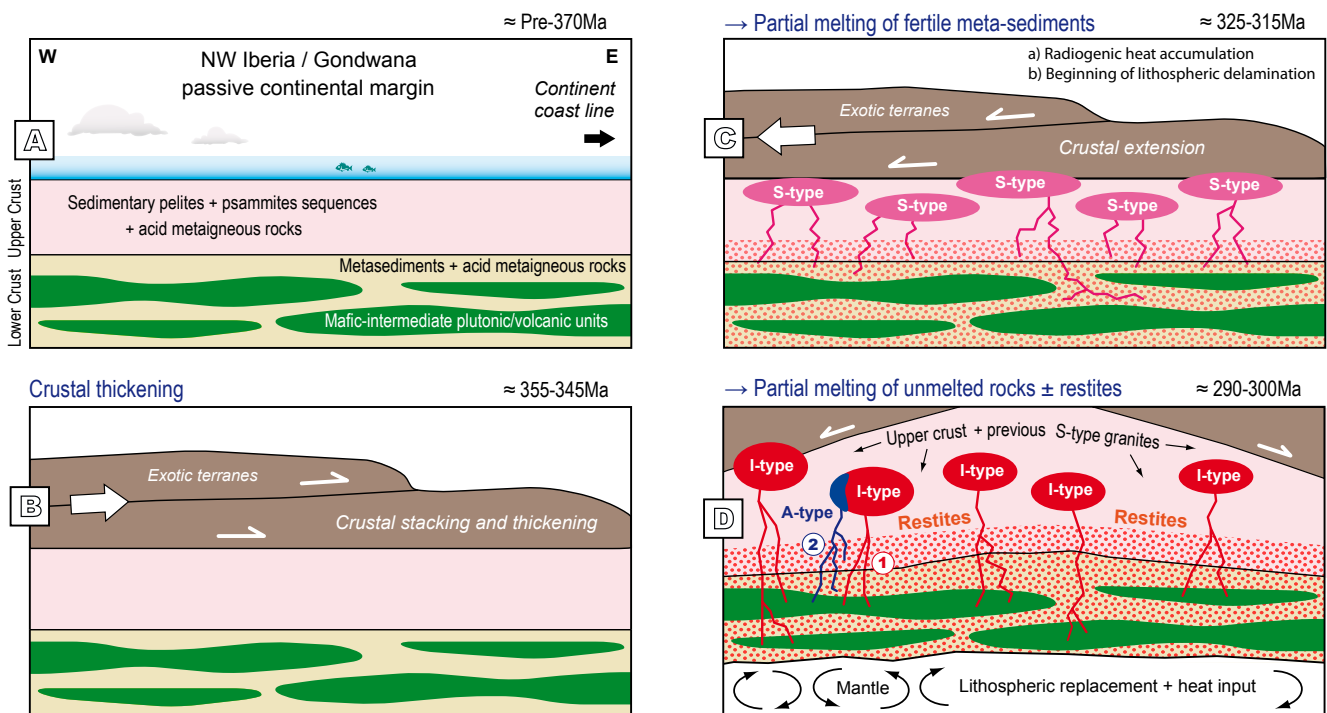 ≈ Pre-370Ma
W
E
NW Iberia / Gondwana
passive continental margin
Continent
coast line
A
Upper Crust
Lower Crust
Sedimentary pelites + psammites sequences
+ acid metaigneous rocks
Metasediments + acid metaigneous rocks
Mafic-intermediate plutonic/volcanic units
Crustal thickening
≈ 355-345Ma
B
Exotic terranes
Crustal stacking and thickening
→ Partial melting of fertile meta-sediments
≈ 325-315Ma
a) Radiogenic heat accumulation
b) Beginning of lithospheric delamination
C
Exotic terranes
Crustal extension
S-type
S-type
S-type
S-type
S-type
→ Partial melting of unmelted rocks ± restites
≈ 290-300Ma
D
Upper crust + previous S-type granites
I-type
I-type
I-type
I-type
I-type
A-type
Restites
Restites
2
1
Mantle
Lithospheric replacement + heat input